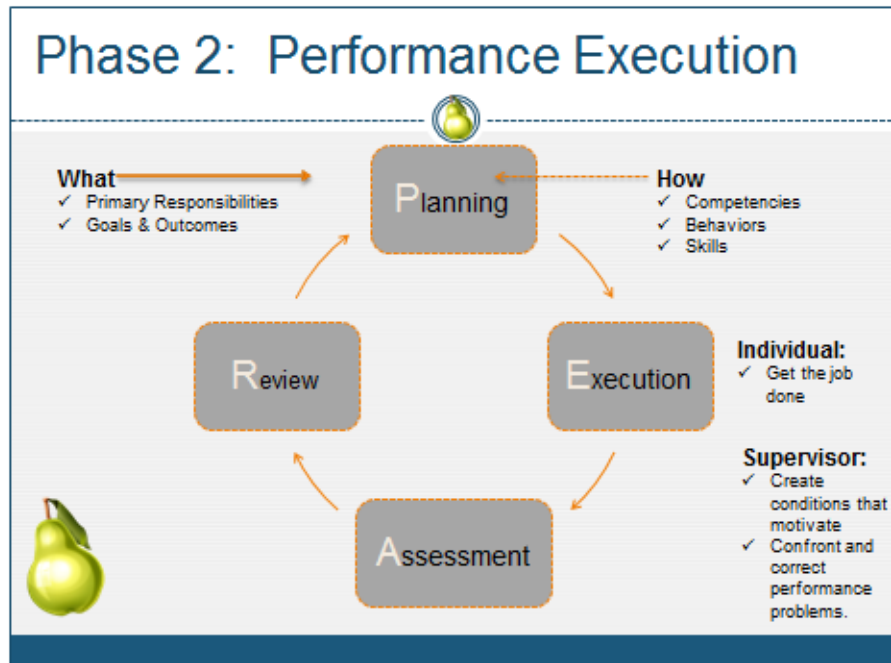 Phase 2: Performance Execution
What
✓ Primary Responsibilities
✓ Goals & Outcomes
Planning
How
✓ Competencies
✓ Behaviors
✓ Skills
Review
Execution
Individual:
✓ Get the job
done
Assessment
Supervisor:
✓ Create
conditions that
motivate
✓ Confront and
correct
performance
problems.